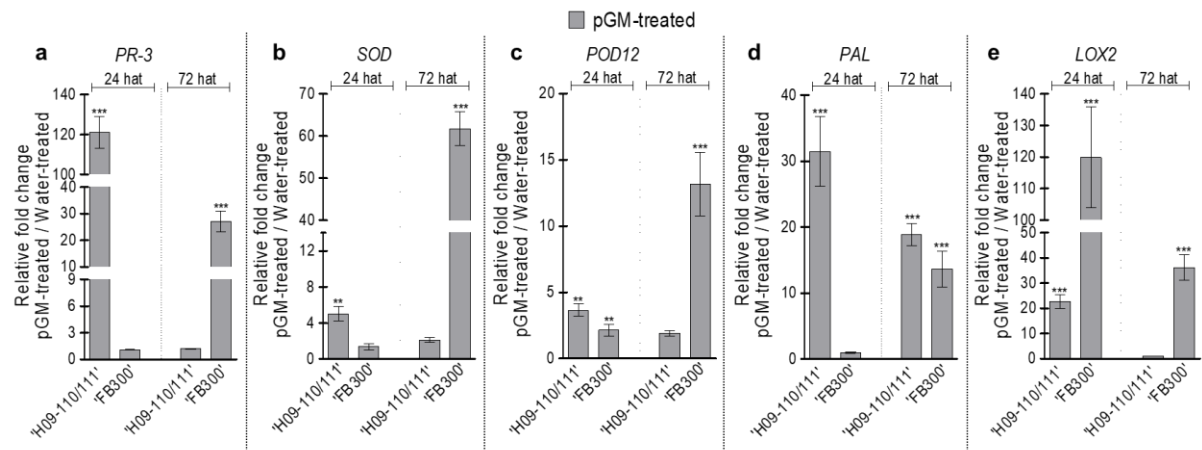 pGM-treated
a PR-3
24 hat 72 hat
Relative fold change
pGM-treated / Water-treated
140
120
100
40
30
20
10
9
6
3
0
***
***
'H09-110/111'
'FB300'
'H09-110/111'
'FB300'
b SOD
24 hat 72 hat
Relative fold change
pGM-treated / Water-treated
70
60
50
40
6
4
2
0
**
***
'H09-110/111'
'FB300'
'H09-110/111'
'FB300'
c POD12
24 hat 72 hat
Relative fold change
pGM-treated / Water-treated
20
15
10
5
0
**
**
***
'H09-110/111'
'FB300'
'H09-110/111'
'FB300'
d PAL
24 hat 72 hat
Relative fold change
pGM-treated / Water-treated
40
30
20
10
0
***
***
***
'H09-110/111'
'FB300'
'H09-110/111'
'FB300'
e LOX2
24 hat 72 hat
Relative fold change
pGM-treated / Water-treated
140
130
120
110
100
50
40
30
20
10
0
***
***
***
'H09-110/111'
'FB300'
'H09-110/111'
'FB300'